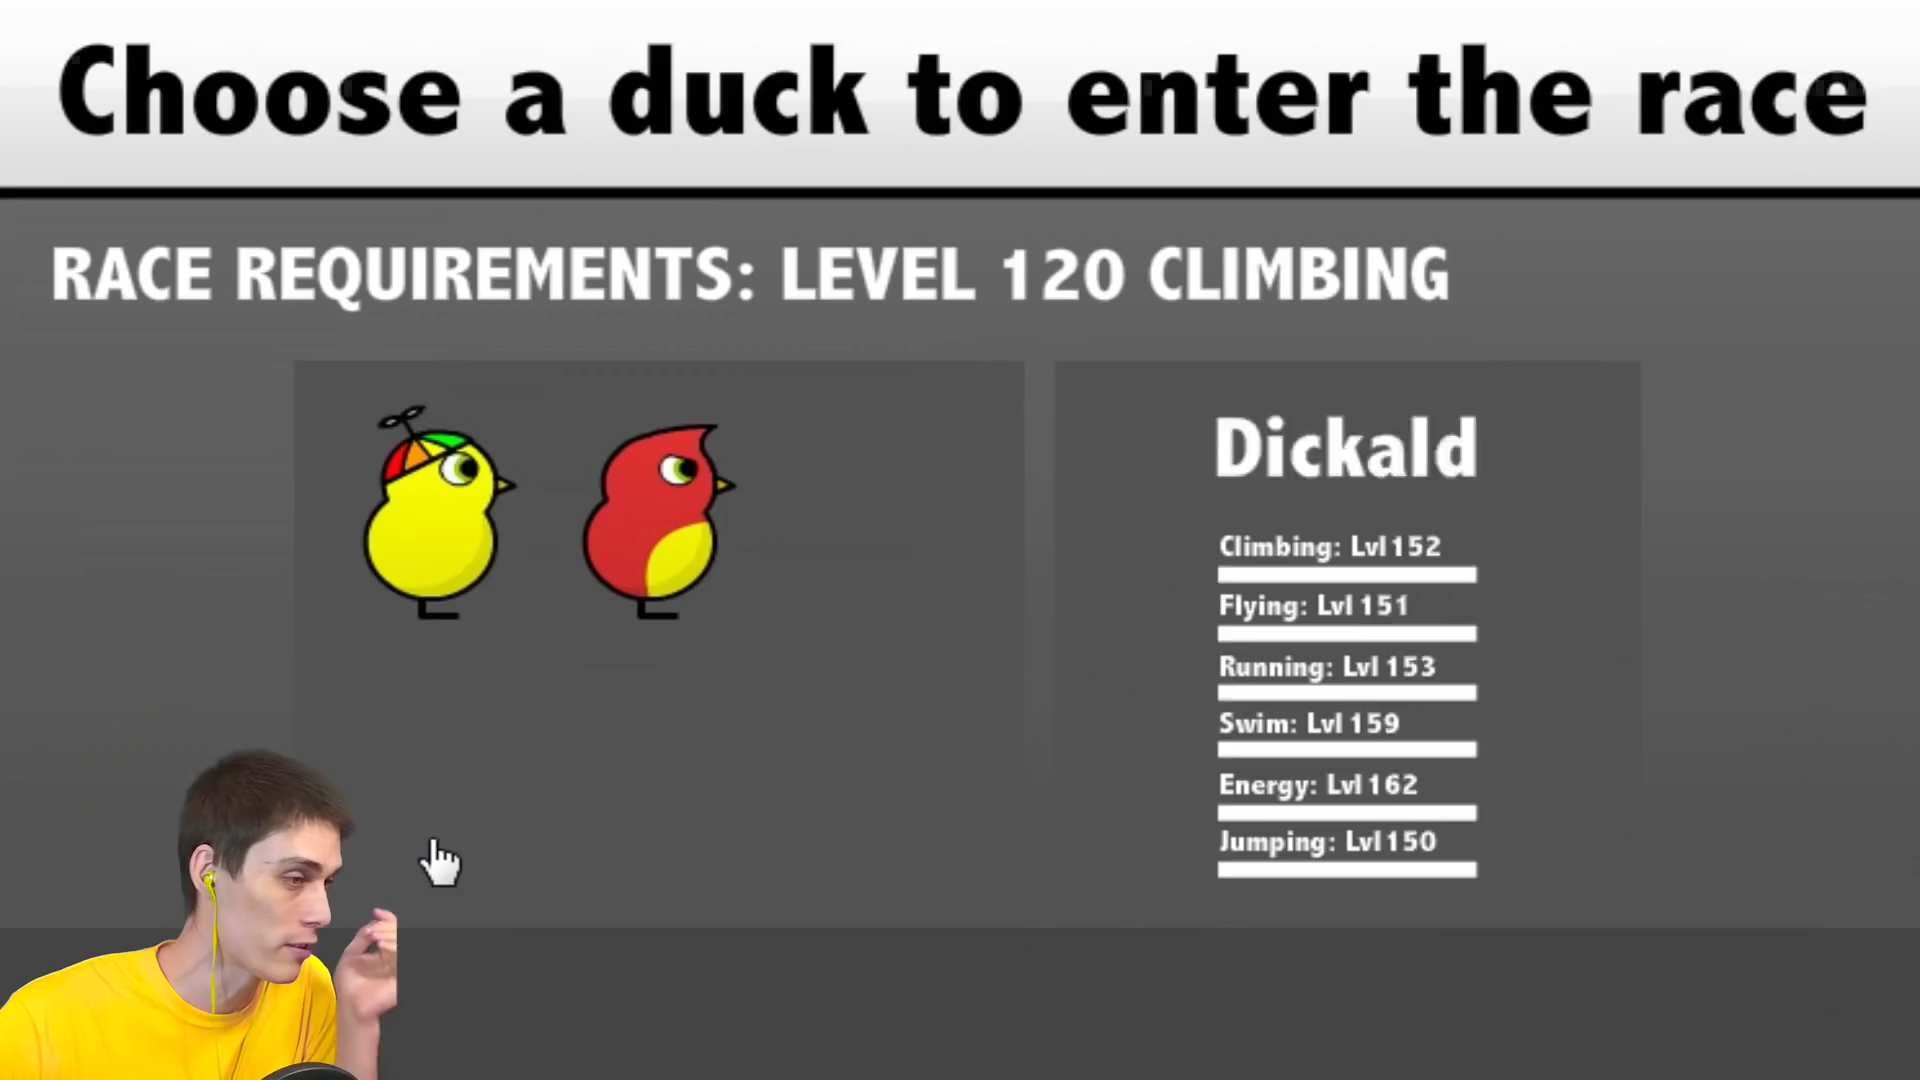 Choose a duck to enter the race
RACE REQUIREMENTS: LEVEL 120 CLIMBING
Dickald
Climbing: Lvl 152
Flying: Lvl 151
Running: Lvl 153
Swim: Lvl 159
Energy: Lvl 162
Jumping: Lvl 150